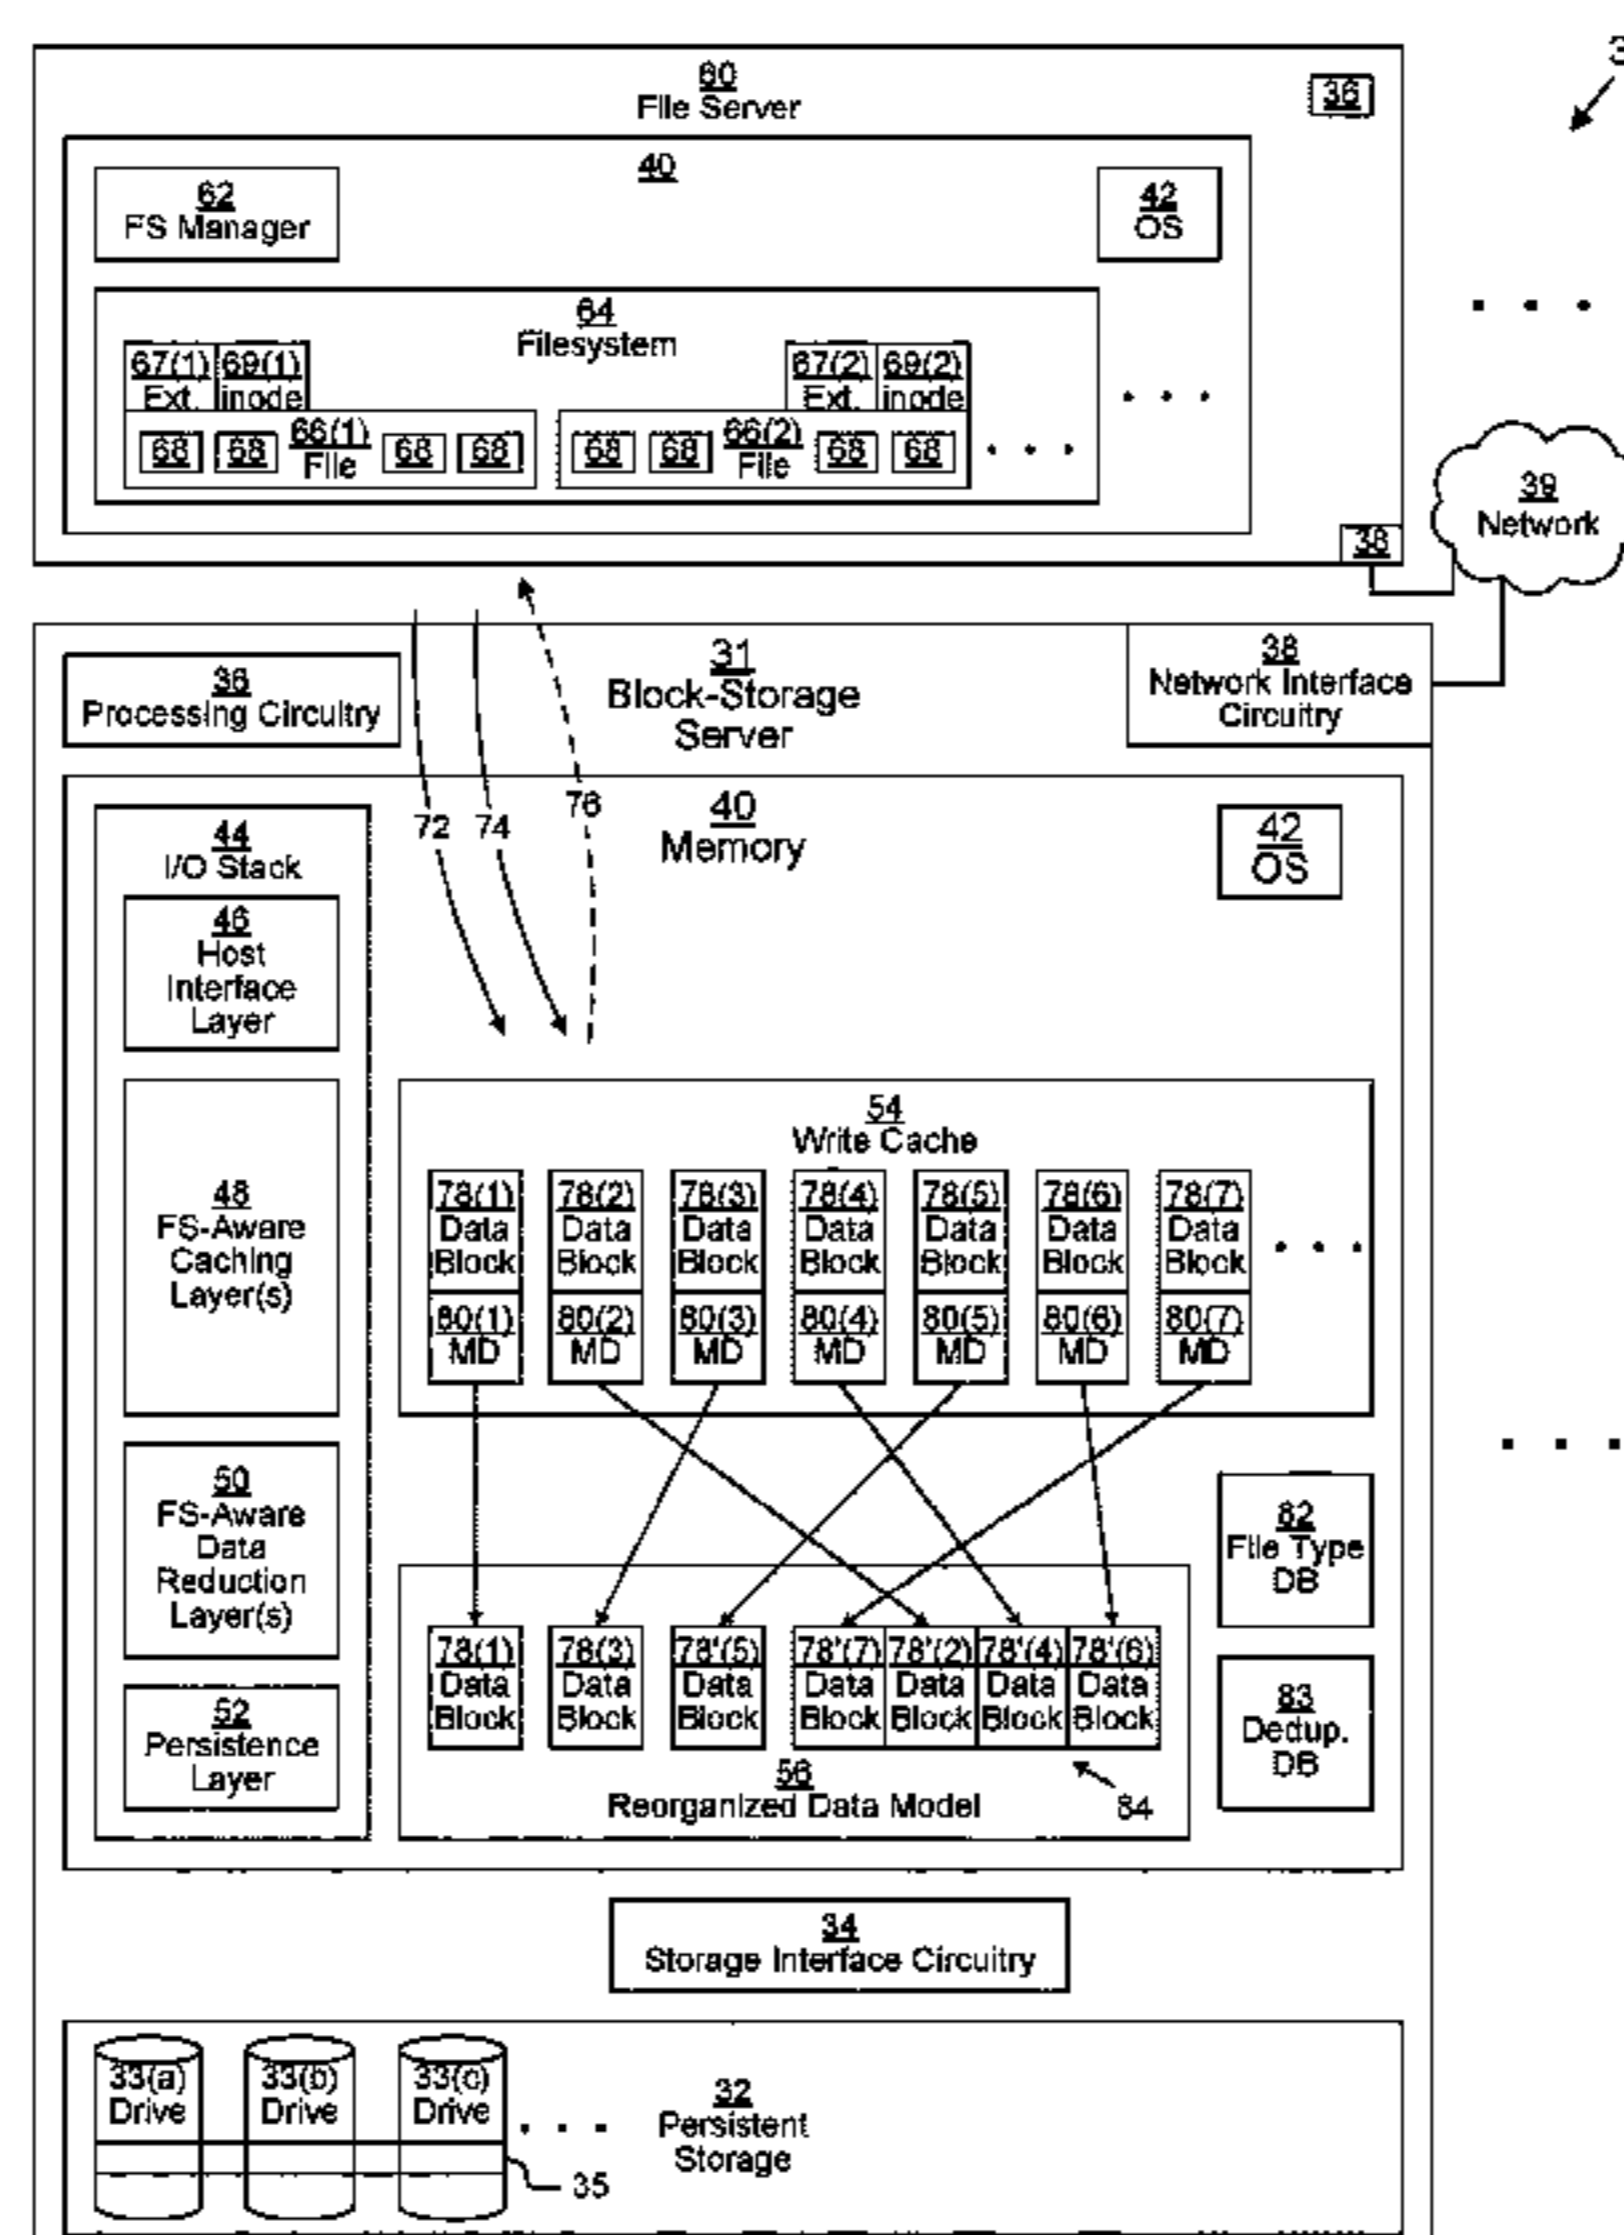 3
60
File Server
36
40
62
FS Manager
42
OS
64
Filesystem
67(1) 69(1)
Ext. inode
67(2) 69(2)
Ext. inode
68 68 66(1) 68 68
File
68 68 66(2) 68 68
File
38
39
Network
36
Processing Circuitry
31
Block-Storage
Server
38
Network Interface
Circuitry
72 74 76
40
Memory
42
OS
44
I/O Stack
46
Host
Interface
Layer
48
FS-Aware
Caching
Layer(s)
50
FS-Aware
Data
Reduction
Layer(s)
52
Persistence
Layer
54
Write Cache
78(1) 78(2) 78(3) 78(4) 78(5) 78(6) 78(7)
Data Data Data Data Data Data Data
Block Block Block Block Block Block Block
80(1) 80(2) 80(3) 80(4) 80(5) 80(6) 80(7)
MD MD MD MD MD MD MD
82
File Type
DB
78(1) 78(3) 78'(5) 78'(7) 78'(2) 78'(4) 78'(6)
Data Data Data Data Data Data Data
Block Block Block Block Block Block Block
56
Reorganized Data Model
84
83
Dedup.
DB
34
Storage Interface Circuitry
33(a) 33(b) 33(c)
Drive Drive Drive
32
Persistent
Storage
35